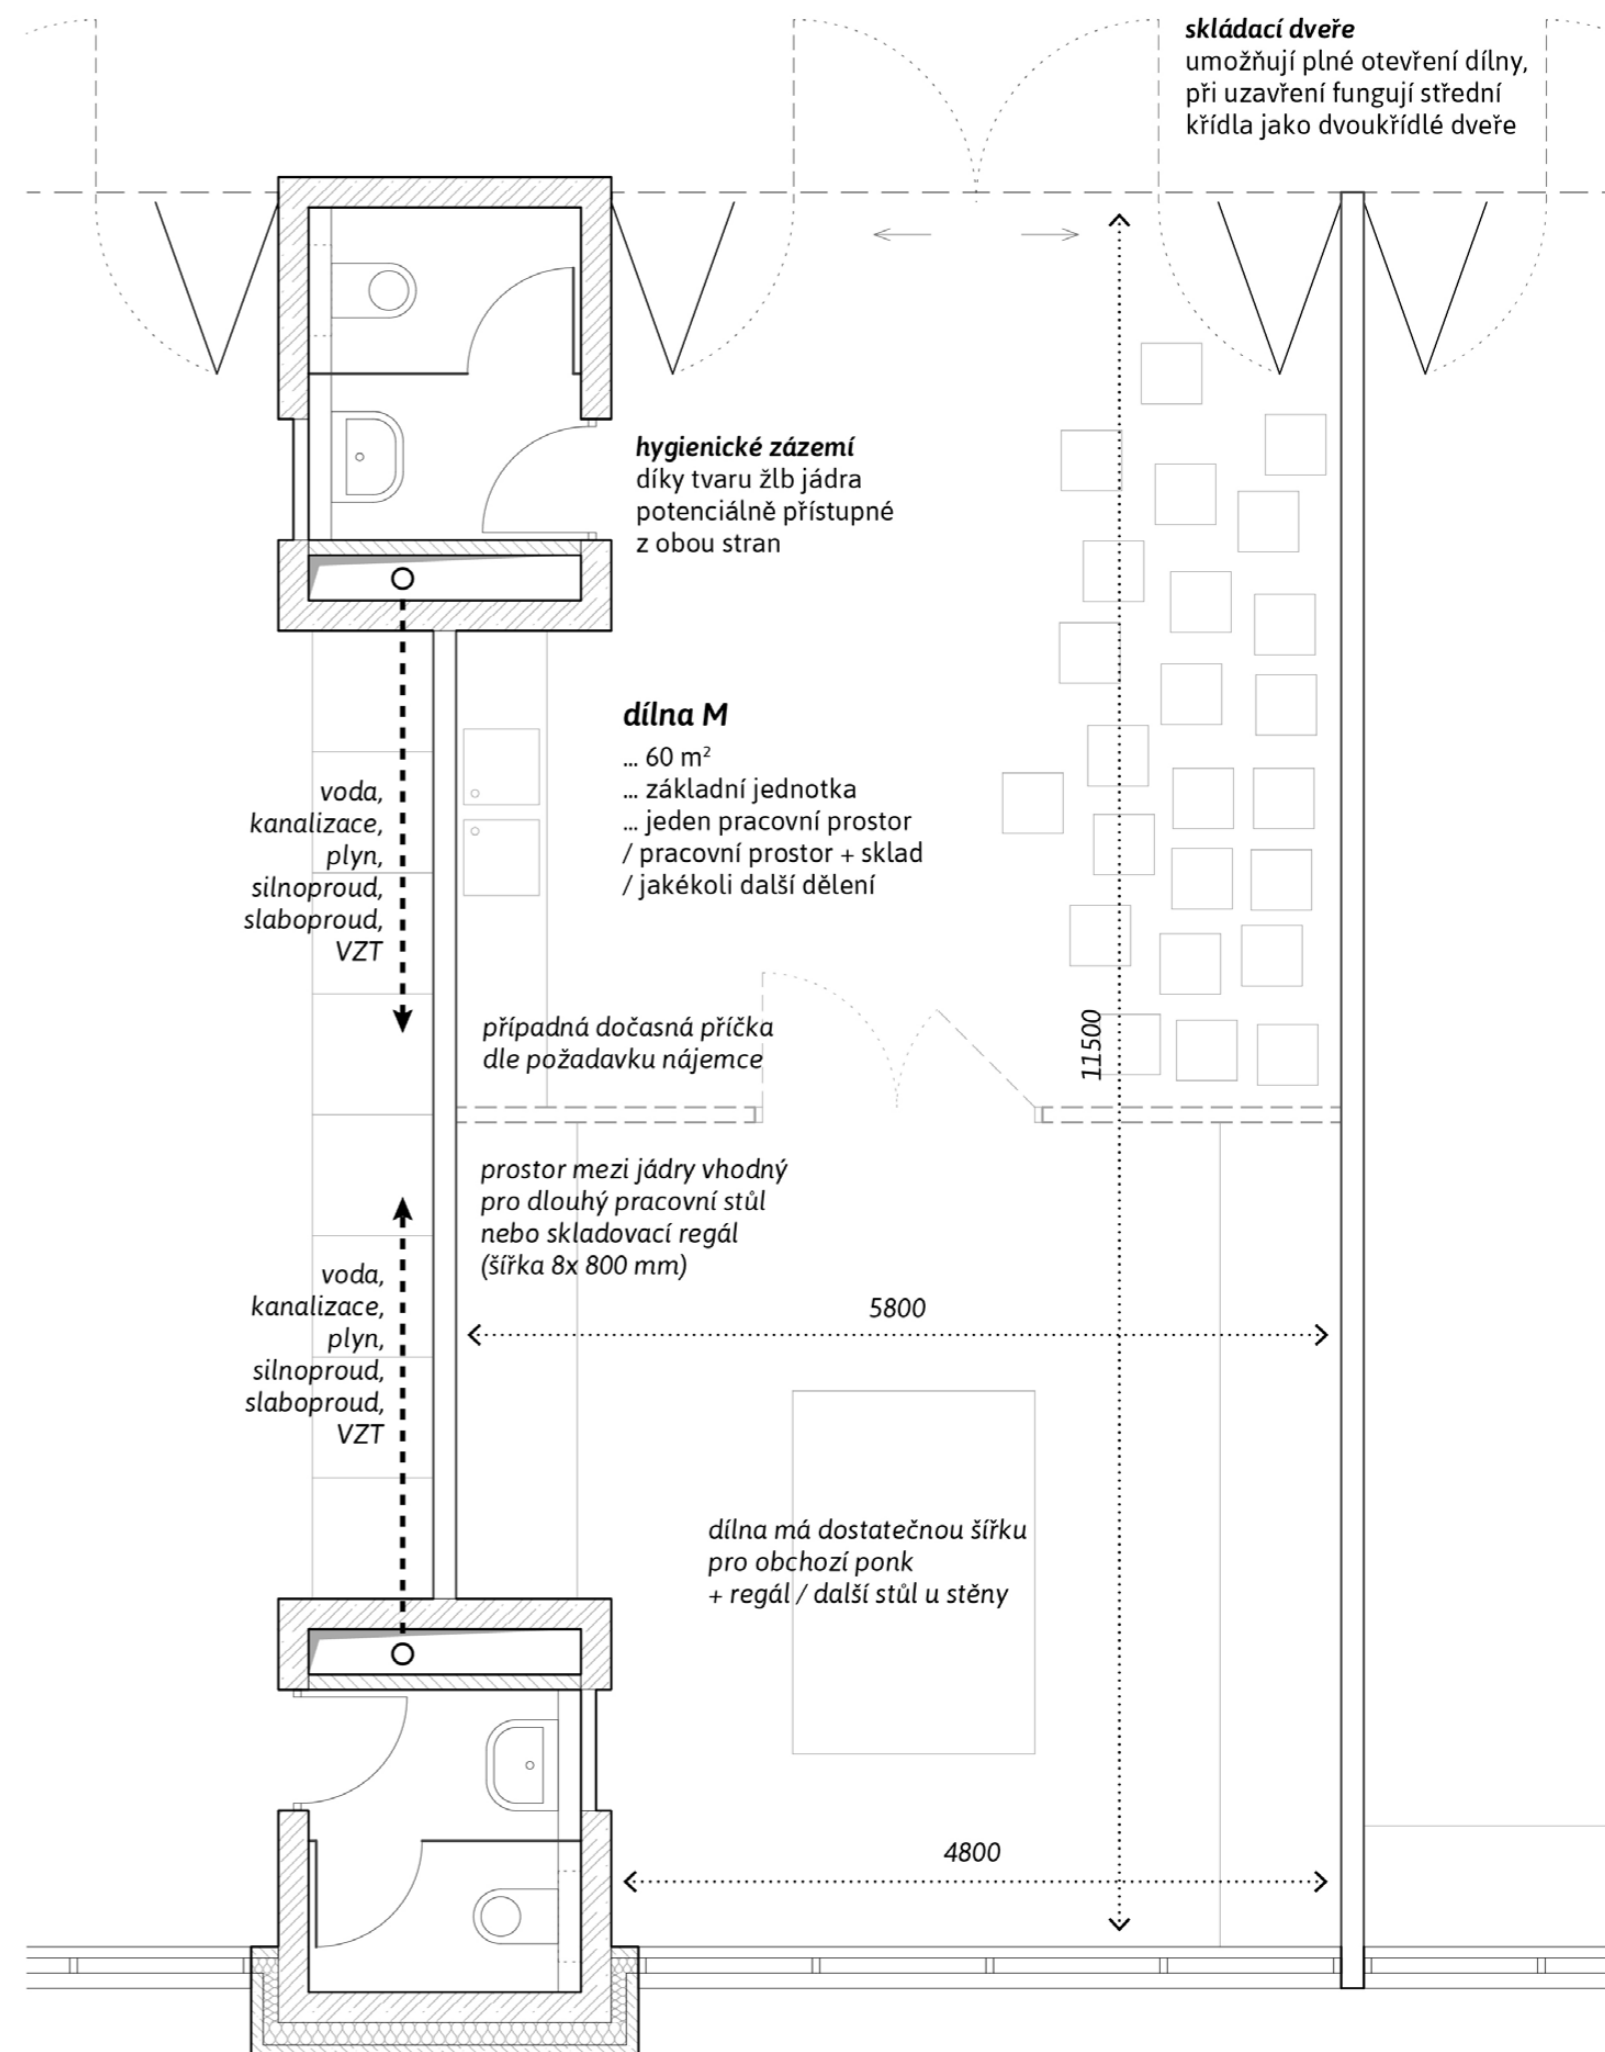 skládací dveře
umožňují plné otevření dílny,
při uzavření fungují střední
křídla jako dvoukřídlé dveře
hygienické zázemí
díky tvaru žlb jádra
potenciálně přístupné
z obou stran
dílna M
... 60 m²
... základní jednotka
... jeden pracovní prostor
/ pracovní prostor + sklad
/ jakékoli další dělení
voda,
kanalizace,
plyn,
silnoproud,
slaboproud,
VZT
případná dočasná příčka
dle požadavku nájemce
11500
prostor mezi jádry vhodný
pro dlouhý pracovní stůl
nebo skladovací regál
(šířka 8x 800 mm)
voda,
kanalizace,
plyn,
silnoproud,
slaboproud,
VZT
5800
dílna má dostatečnou šířku
pro obchozí ponk
+ regál / další stůl u stěny
4800